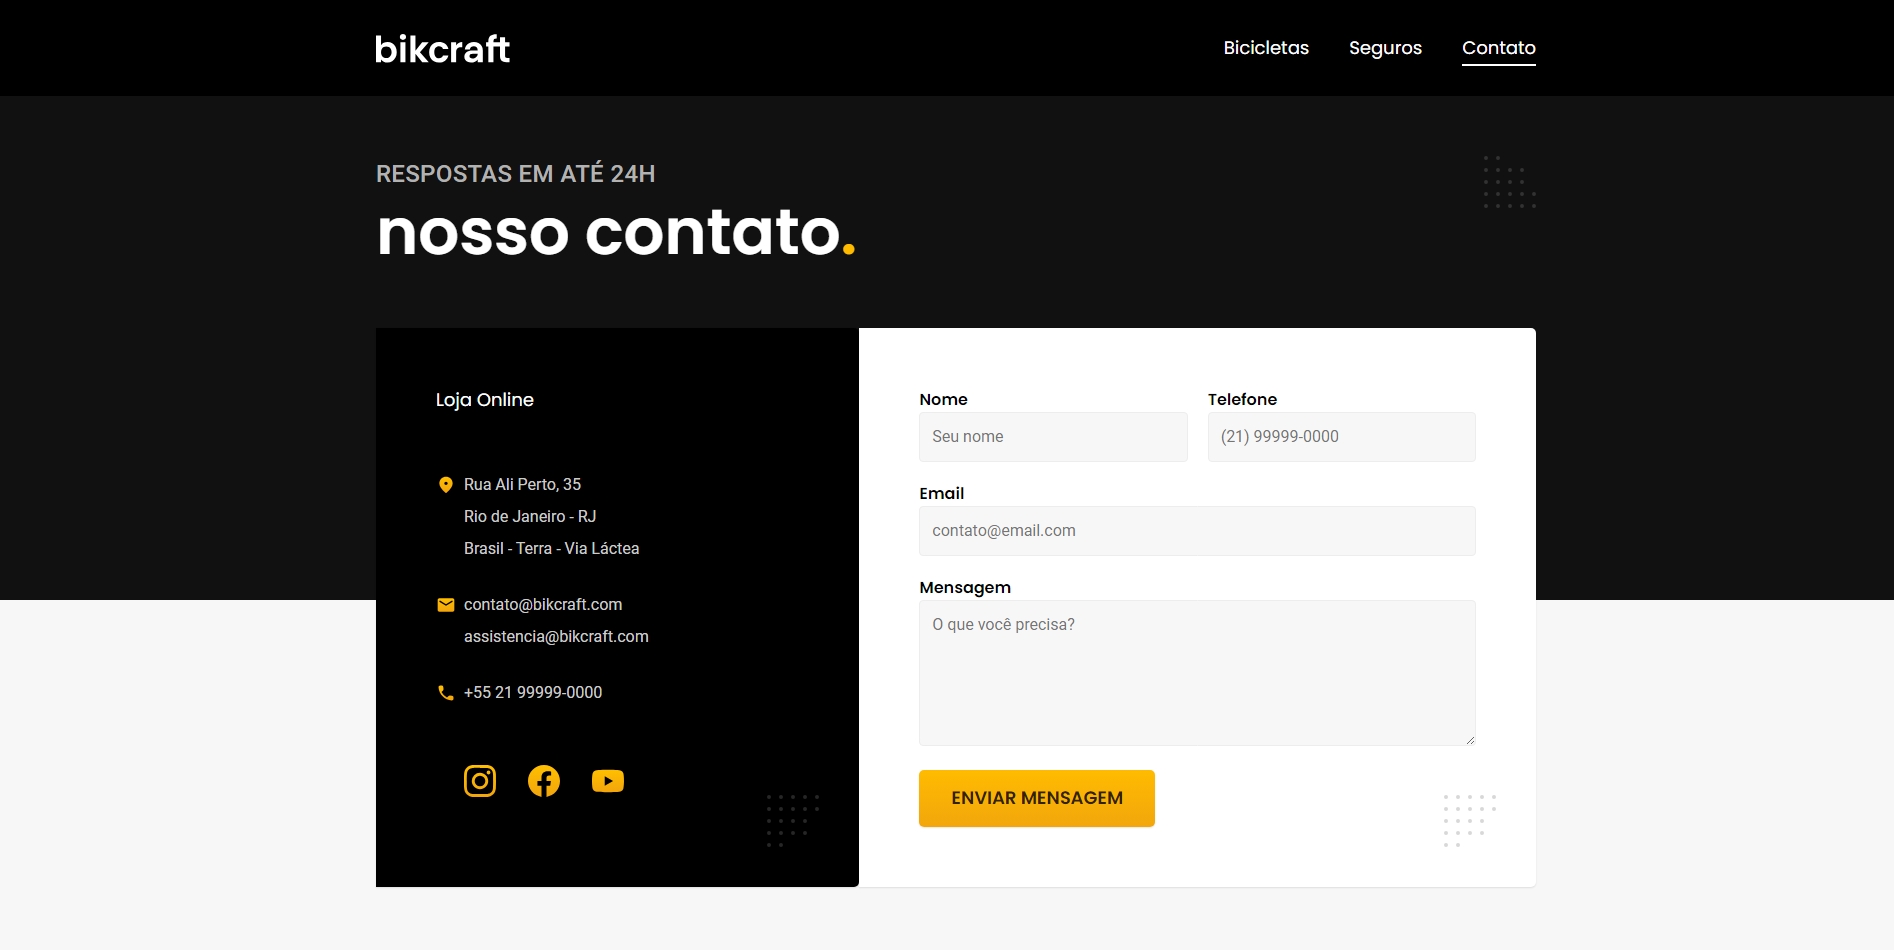 bikcraft
Bicicletas Seguros Contato
RESPOSTAS EM ATÉ 24H
nosso contato.
Loja Online
Rua Ali Perto, 35
Rio de Janeiro - RJ
Brasil - Terra - Via Láctea
contato@bikcraft.com
assistencia@bikcraft.com
+55 21 99999-0000
Nome Telefone
Seu nome (21) 99999-0000
Email
contato@email.com
Mensagem
O que você precisa?
ENVIAR MENSAGEM